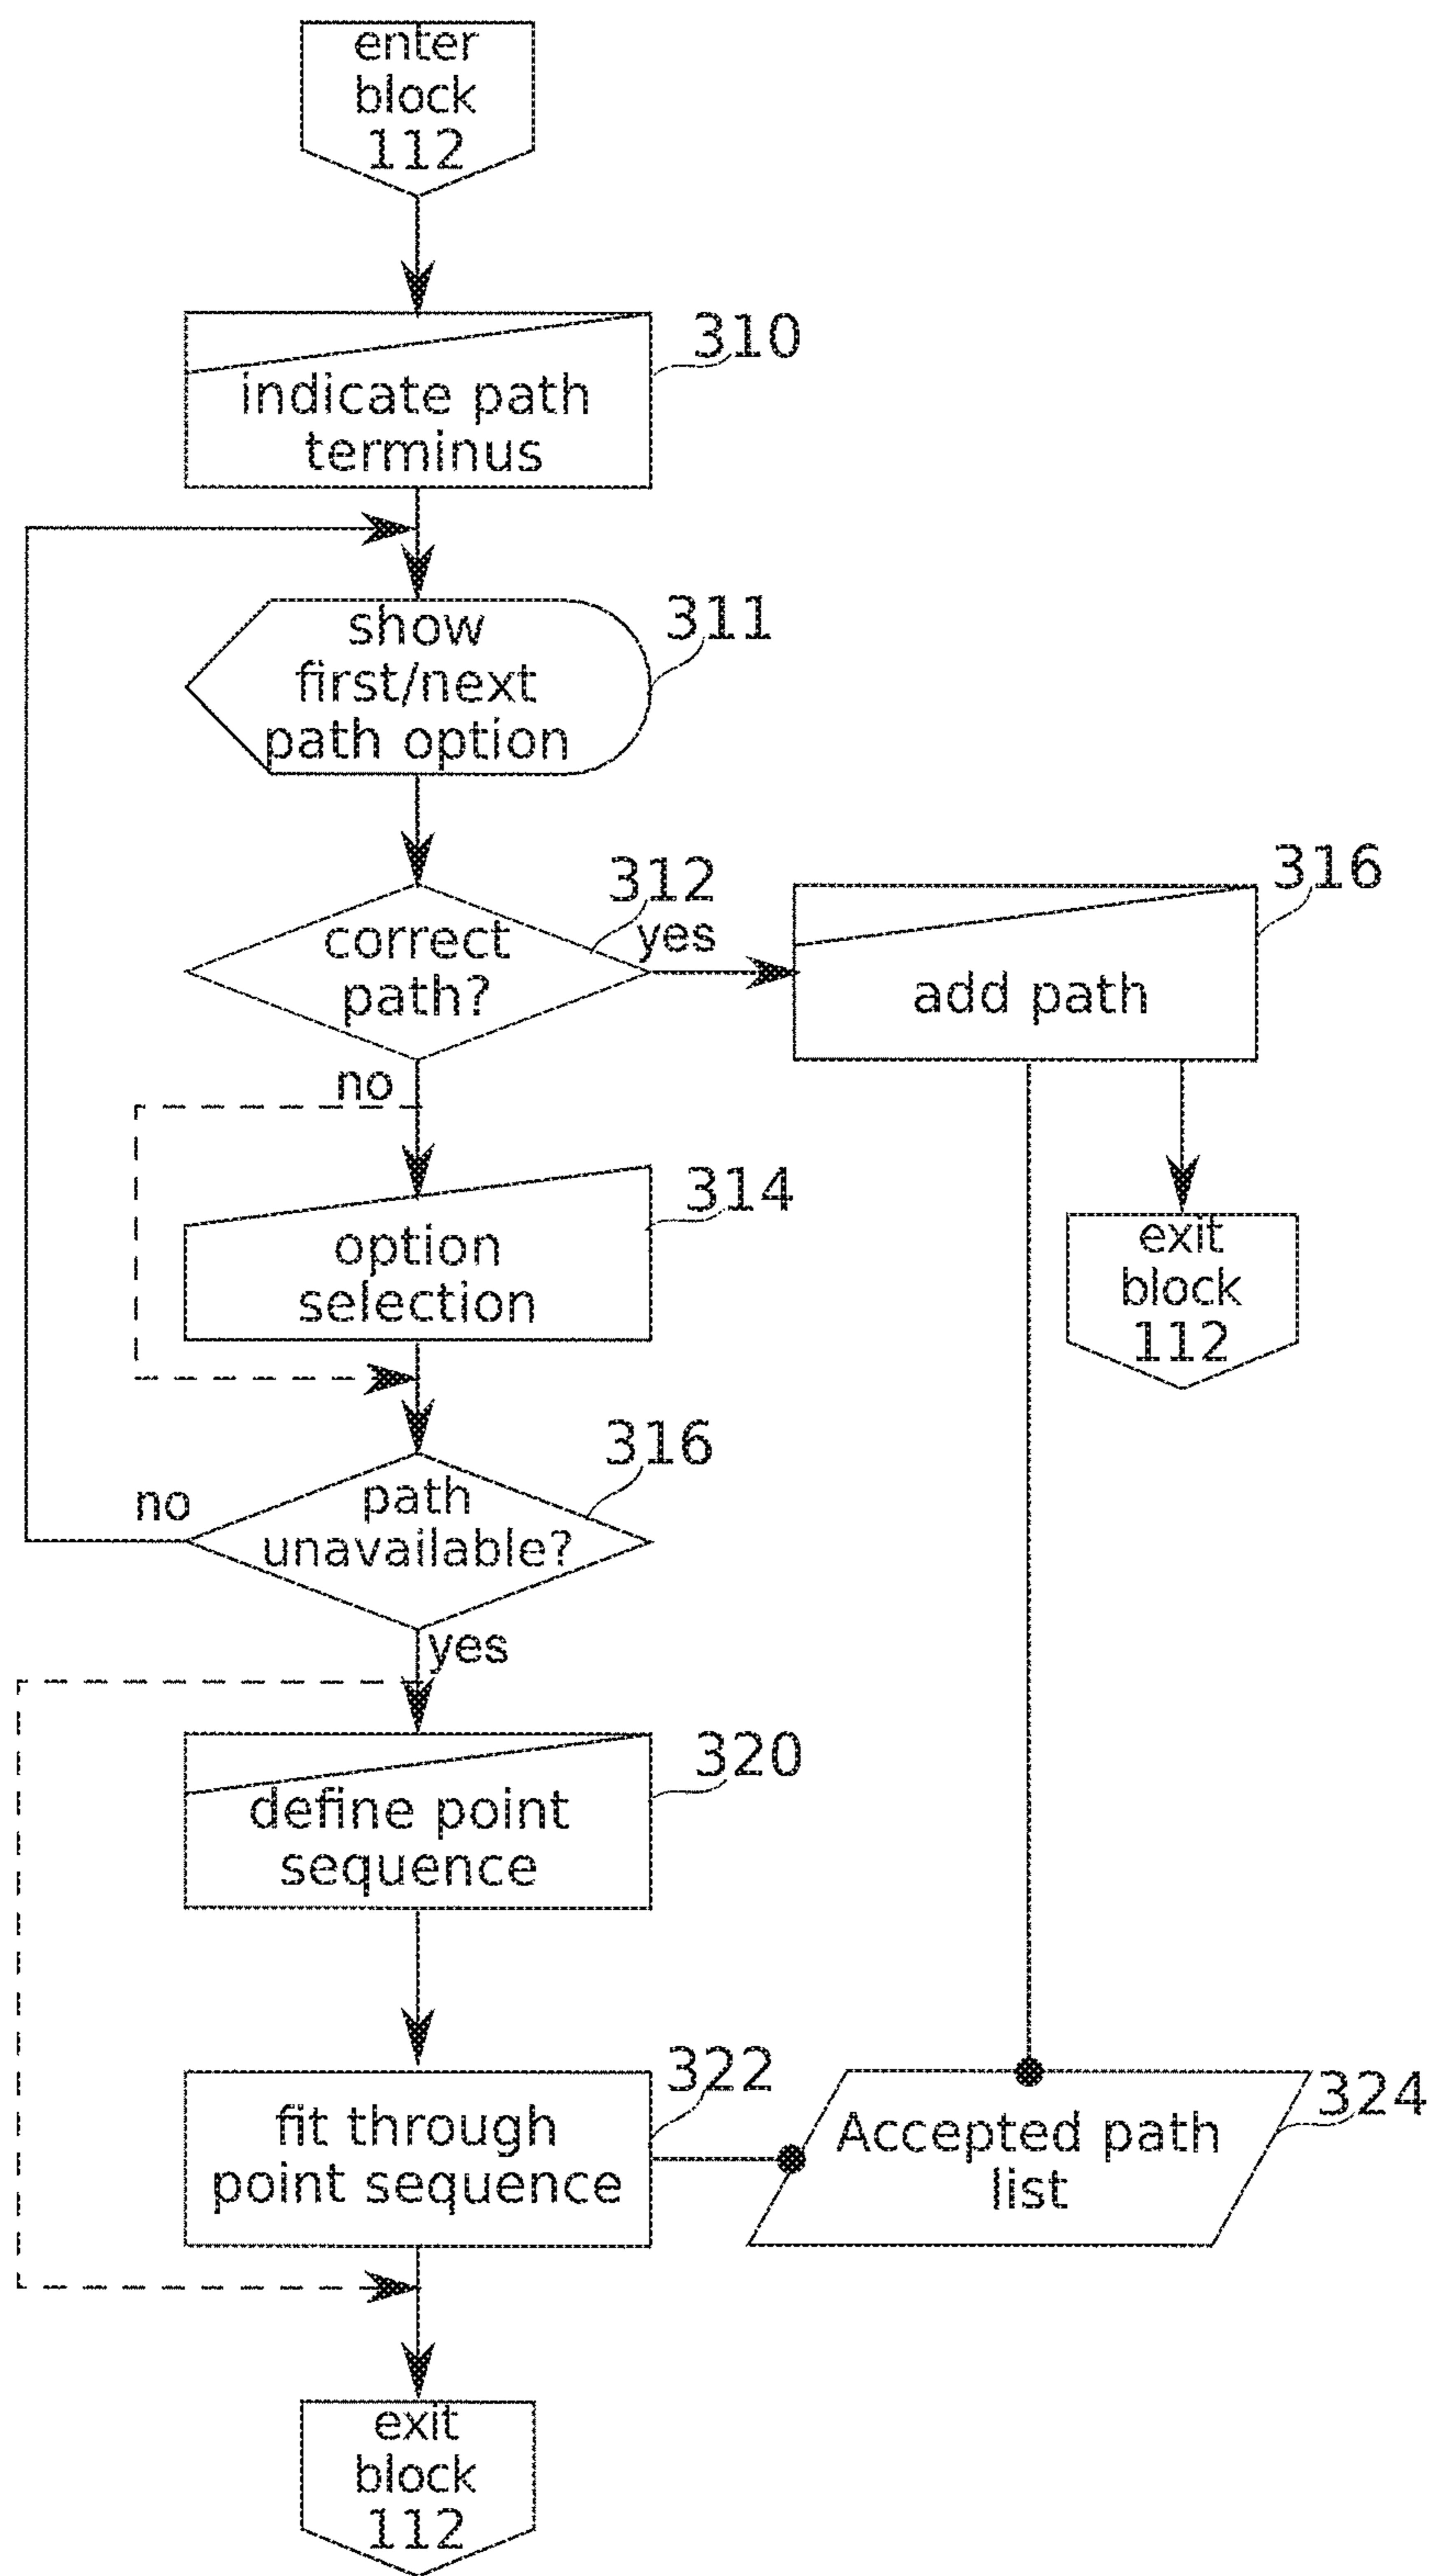 enter
block
112
310
indicate path
terminus
311
show
first/next
path option
312
correct
path?
yes
316
add path
no
314
option
selection
exit
block
112
316
path
unavailable?
no
yes
320
define point
sequence
322
fit through
point sequence
324
Accepted path
list
exit
block
112